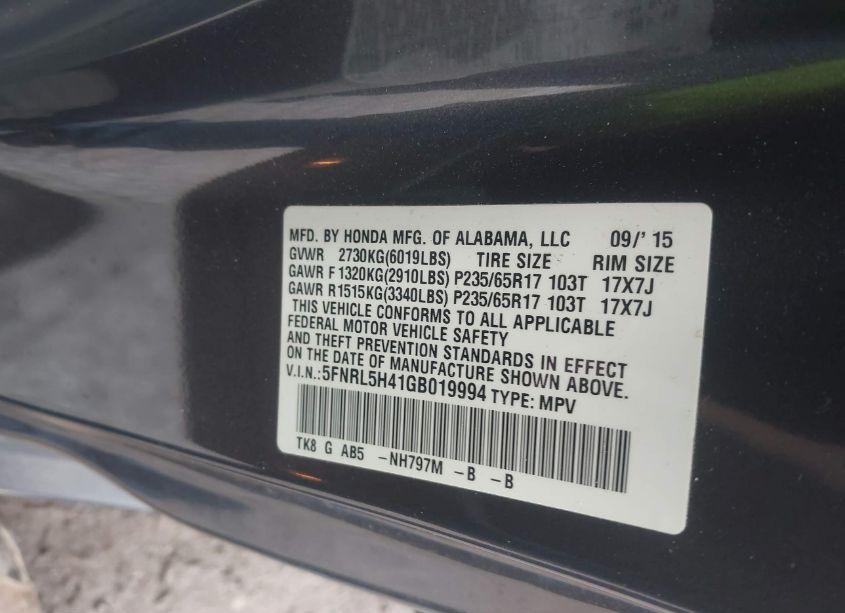 MFD. BY HONDA MFG. OF ALABAMA, LLC 09/' 15
GVWR 2730KG(6019LBS) TIRE SIZE RIM SIZE
GAWR F 1320KG(2910LBS) P235/65R17 103T 17X7J
GAWR R1515KG(3340LBS) P235/65R17 103T 17X7J
THIS VEHICLE CONFORMS TO ALL APPLICABLE
FEDERAL MOTOR VEHICLE SAFETY
AND THEFT PREVENTION STANDARDS IN EFFECT
ON THE DATE OF MANUFACTURE SHOWN ABOVE.
V.I.N.:5FNRL5H41GB019994 TYPE: MPV
TK8 G AB5 -NH797M -B -B